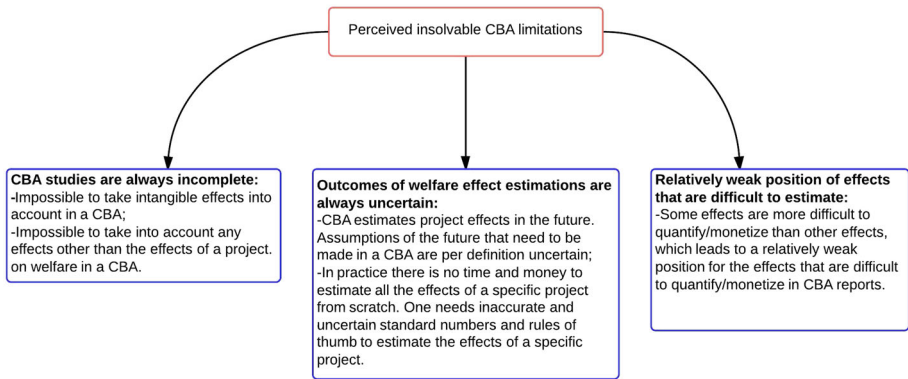 Perceived insolvable CBA limitations
CBA studies are always incomplete:
-Impossible to take intangible effects into
account in a CBA;
-Impossible to take into account any
effects other than the effects of a project.
on welfare in a CBA.
Outcomes of welfare effect estimations are
always uncertain:
-CBA estimates project effects in the future.
Assumptions of the future that need to be
made in a CBA are per definition uncertain;
-In practice there is no time and money to
estimate all the effects of a specific project
from scratch. One needs inaccurate and
uncertain standard numbers and rules of
thumb to estimate the effects of a specific
project.
Relatively weak position of effects
that are difficult to estimate:
-Some effects are more difficult to
quantify/monetize than other effects,
which leads to a relatively weak
position for the effects that are difficult
to quantify/monetize in CBA reports.